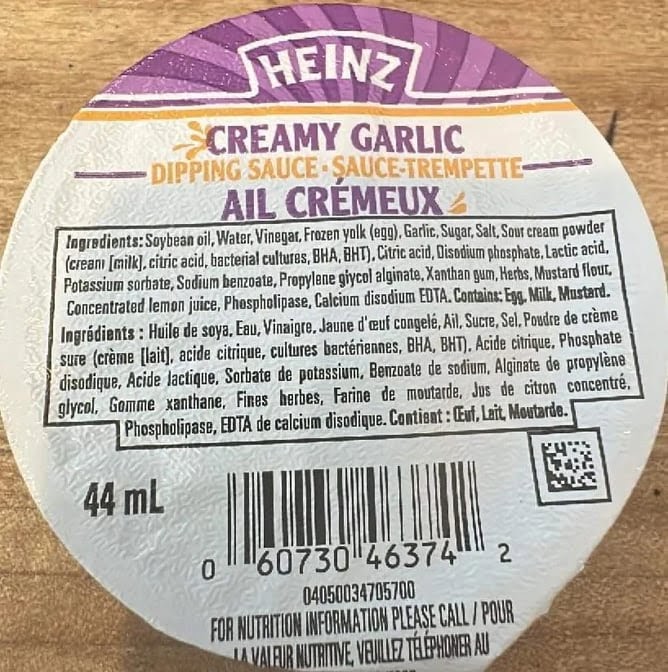 HEINZ
CREAMY GARLIC
DIPPING SAUCE • SAUCE-TREMPETTE
AIL CRÉMEUX
Ingredients: Soybean oil, Water, Vinegar, Frozen yolk (egg), Garlic, Sugar, Salt, Sour cream powder
(cream [milk], citric acid, bacterial cultures, BHA, BHT), Citric acid, Disodium phosphate, Lactic acid,
Potassium sorbate, Sodium benzoate, Propylene glycol alginate, Xanthan gum, Herbs, Mustard flour,
Concentrated lemon juice, Phospholipase, Calcium disodium EDTA. Contains: Egg, Milk, Mustard.
Ingrédients : Huile de soya, Eau, Vinaigre, Jaune d'œuf congelé, Ail, Sucre, Sel, Poudre de crème
sure (crème [lait], acide citrique, cultures bactériennes, BHA, BHT), Acide citrique, Phosphate
disodique, Acide lactique, Sorbate de potassium, Benzoate de sodium, Alginate de propylène
glycol, Gomme xanthane, Fines herbes, Farine de moutarde, Jus de citron concentré,
Phospholipase, EDTA de calcium disodique. Contient : Œuf, Lait, Moutarde.
44 mL
0 60730 46374 2
04050034705700
FOR NUTRITION INFORMATION PLEASE CALL / POUR
LA VALEUR NUTRITIVE, VEUILLEZ TÉLÉPHONER AU